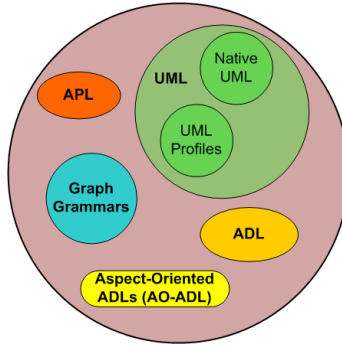 UML
Native
UML
APL
UML
Profiles
Graph
Grammars
ADL
Aspect-Oriented
ADLs (AO-ADL)